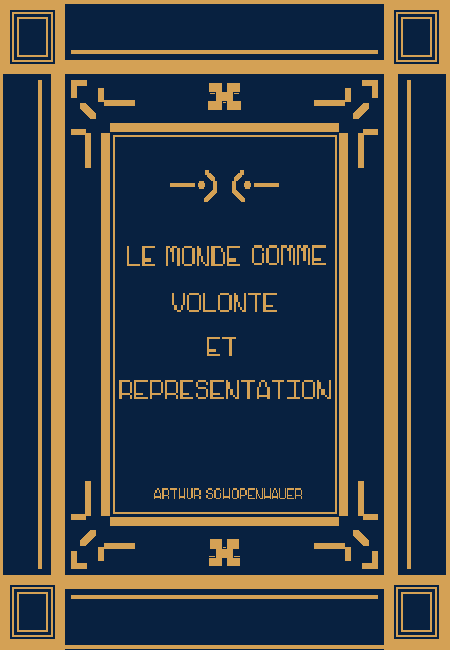 LE MONDE COMME
VOLONTE
ET
REPRESENTATION
ARTHUR SCHOPENHAUER